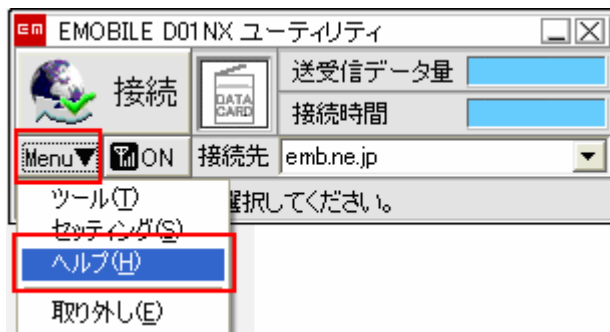 EM EMOBILE D01NX ユーティリティ
接続
DATA CARD
送受信データ量
接続時間
Menu▼
ON
接続先 emb.ne.jp
選択してください。
ツール(T)
セッティング(S)
ヘルプ(H)
取り外し(E)